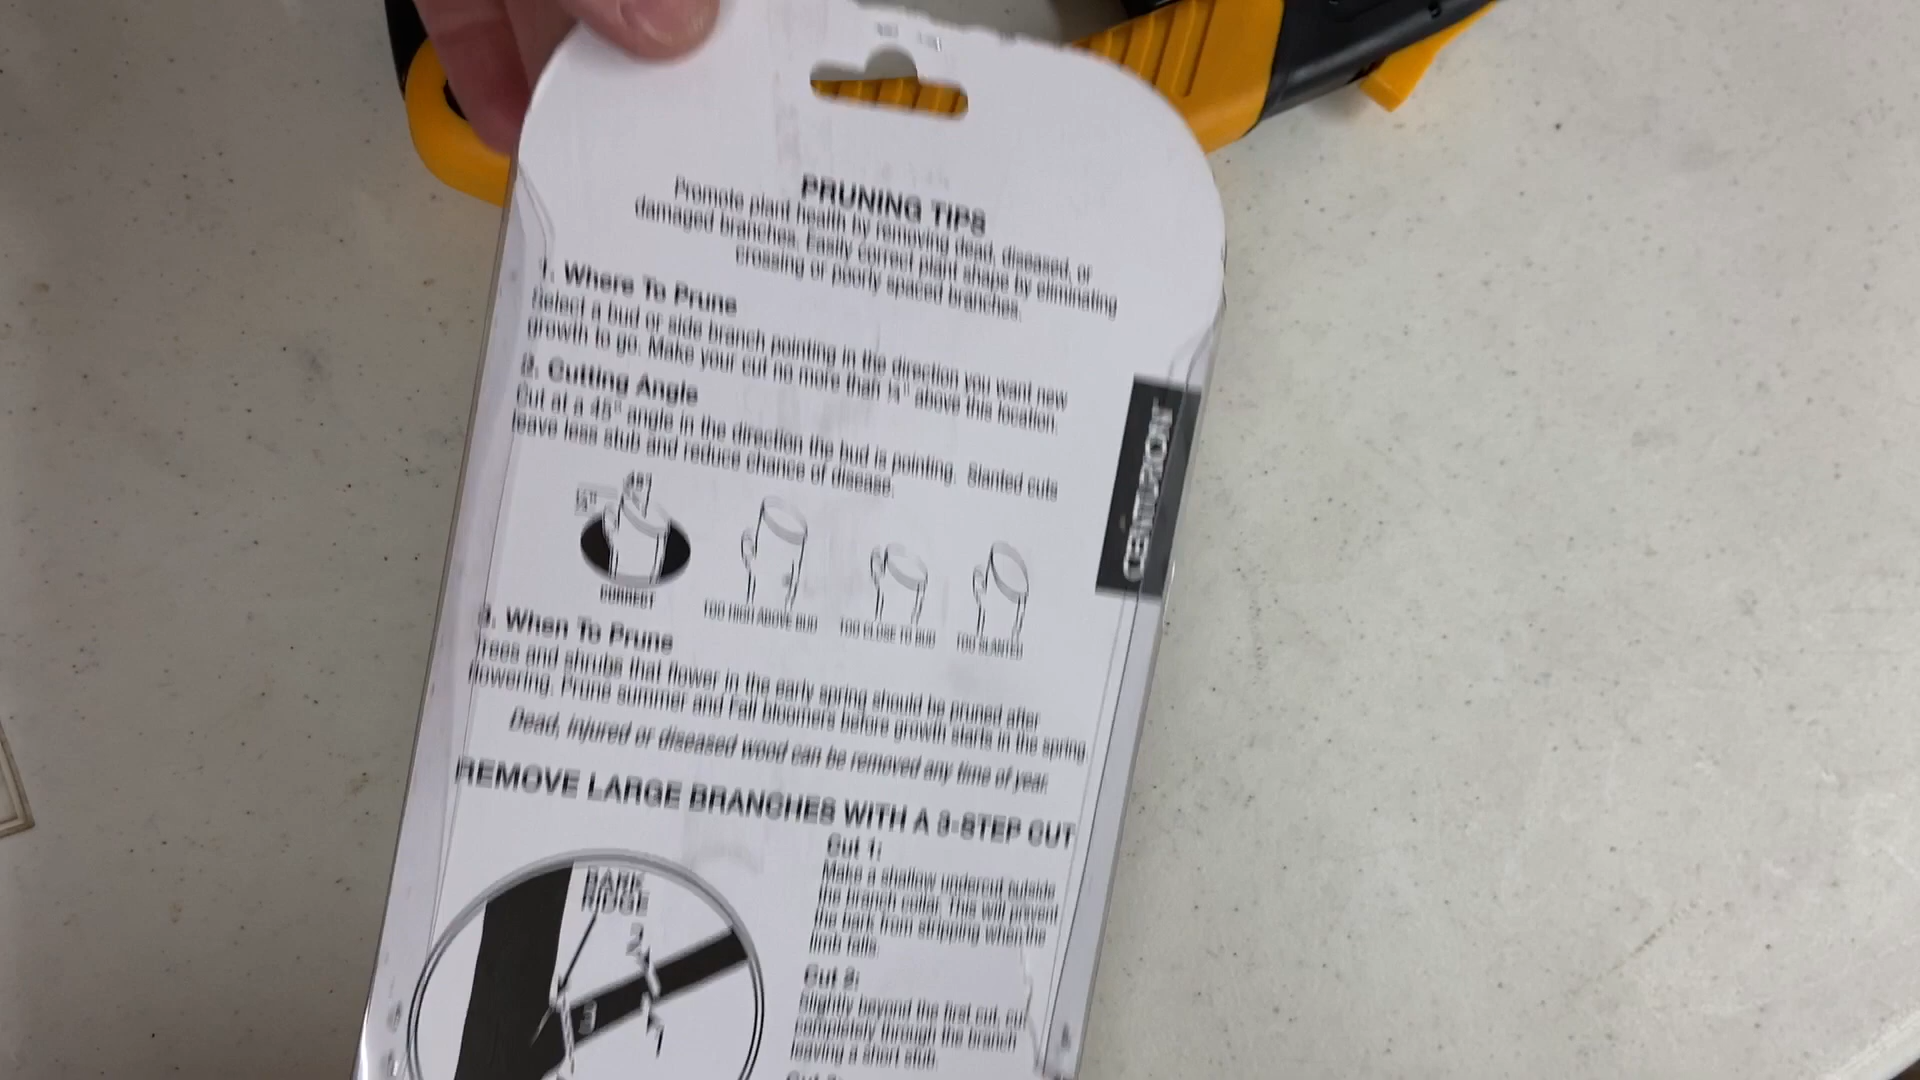 PRUNING TIPS
Promote plant health by removing dead, diseased, or
damaged branches. Easily correct plant shape by eliminating
crossing or poorly spaced branches.
1. Where To Prune
Select a bud or side branch pointing in the direction you want new
growth to go. Make your cut no more than ¼" above this location.
2. Cutting Angle
Cut at a 45° angle in the direction the bud is pointing. Slanted cuts
leave less stub and reduce chance of disease.
45°
¼"
CORRECT
TOO HIGH ABOVE BUD
TOO CLOSE TO BUD
TOO SLANTED
3. When To Prune
Trees and shrubs that flower in the early spring should be pruned after
flowering. Prune summer and Fall bloomers before growth starts in the spring
Dead, injured or diseased wood can be removed any time of year.
REMOVE LARGE BRANCHES WITH A 3-STEP CUT
BARK
RIDGE
2
3
1
Cut 1:
Make a shallow undercut outside
the branch collar. This will prevent
the bark from stripping when the
limb falls.
Cut 2:
Slightly beyond the first cut, cut
completely through the branch
leaving a short stub.